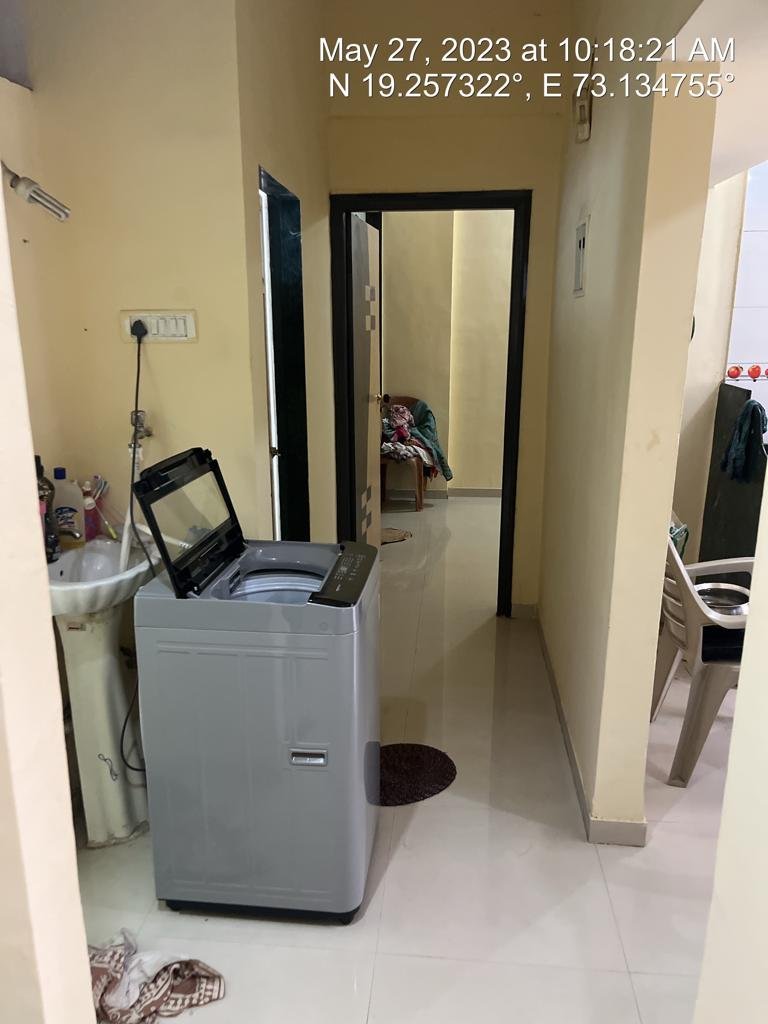 May 27, 2023 at 10:18:21 AM
N 19.257322°, E 73.134755°